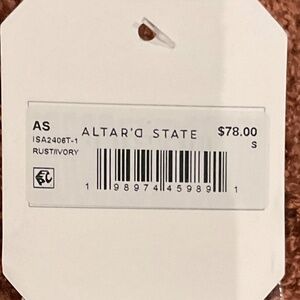 AS ALTAR'D STATE $78.00
ISA2406T-1 S
RUST/IVORY
1 98974 45989 1